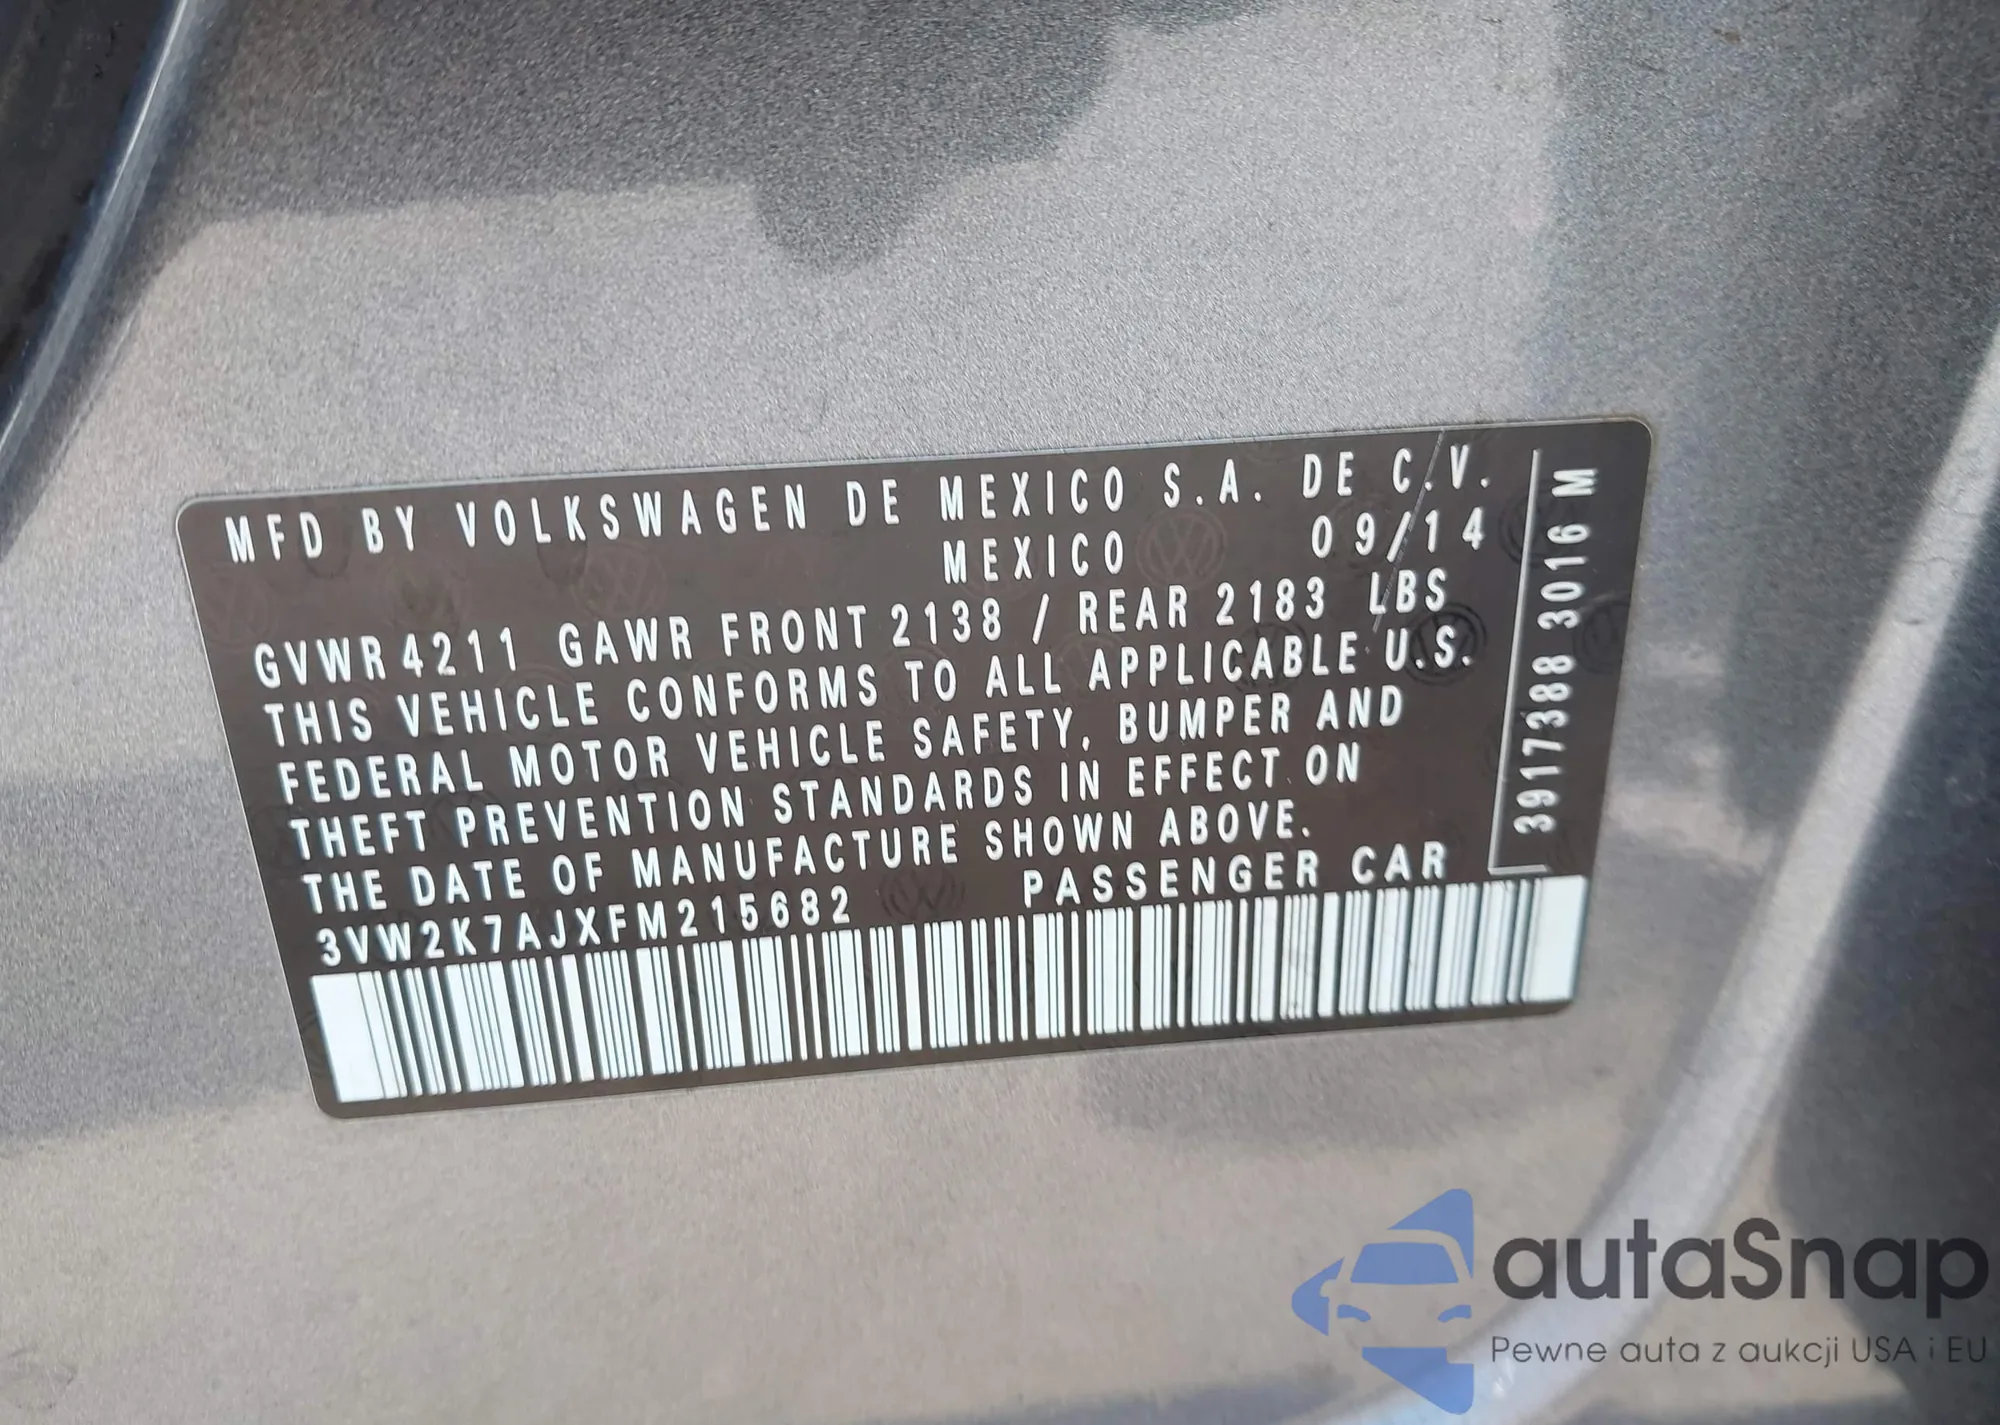 MFD BY VOLKSWAGEN DE MEXICO S.A. DE C.V.
MEXICO 09/14
GVWR 4211 GAWR FRONT 2138 / REAR 2183 LBS
THIS VEHICLE CONFORMS TO ALL APPLICABLE U.S.
FEDERAL MOTOR VEHICLE SAFETY, BUMPER AND
THEFT PREVENTION STANDARDS IN EFFECT ON
THE DATE OF MANUFACTURE SHOWN ABOVE.
3VW2K7AJXFM215682 PASSENGER CAR
3917388 3016 M
autaSnap
Pewne auta z aukcji USA i EU